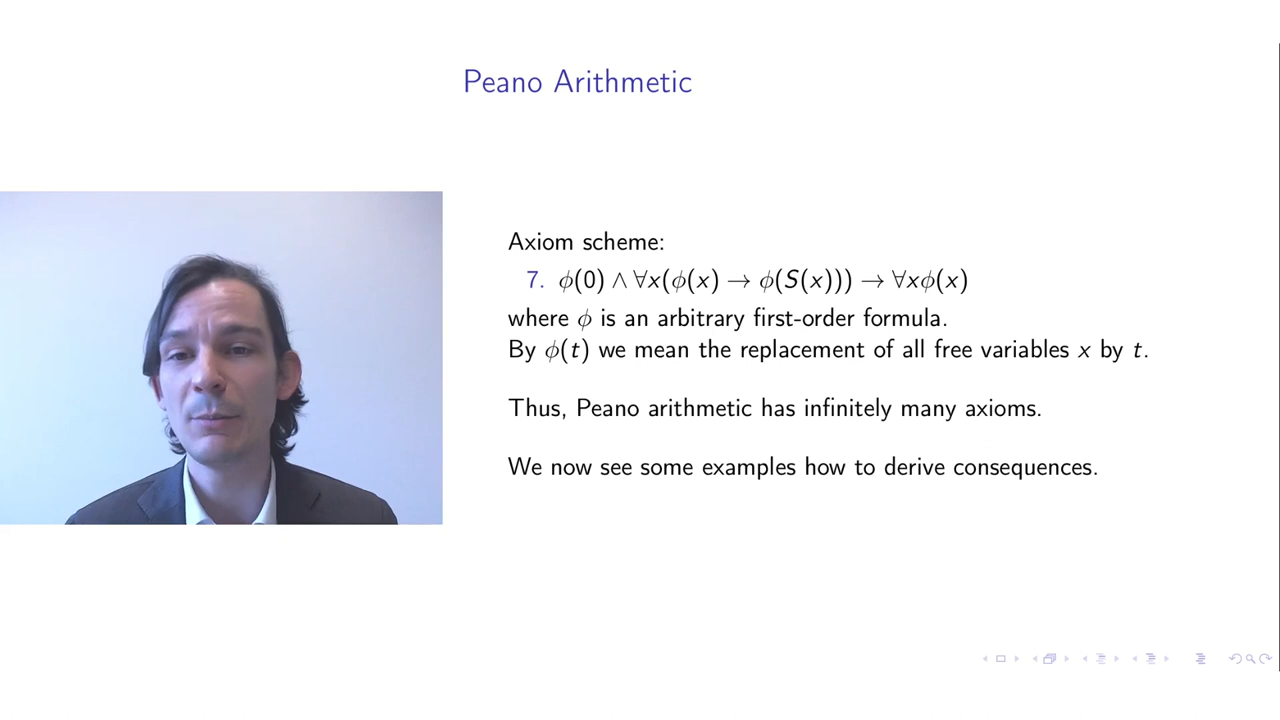 Peano Arithmetic
Axiom scheme:
7. ϕ(0) ∧ ∀x(ϕ(x) → ϕ(S(x))) → ∀xϕ(x)
where ϕ is an arbitrary first-order formula.
By ϕ(t) we mean the replacement of all free variables x by t.
Thus, Peano arithmetic has infinitely many axioms.
We now see some examples how to derive consequences.